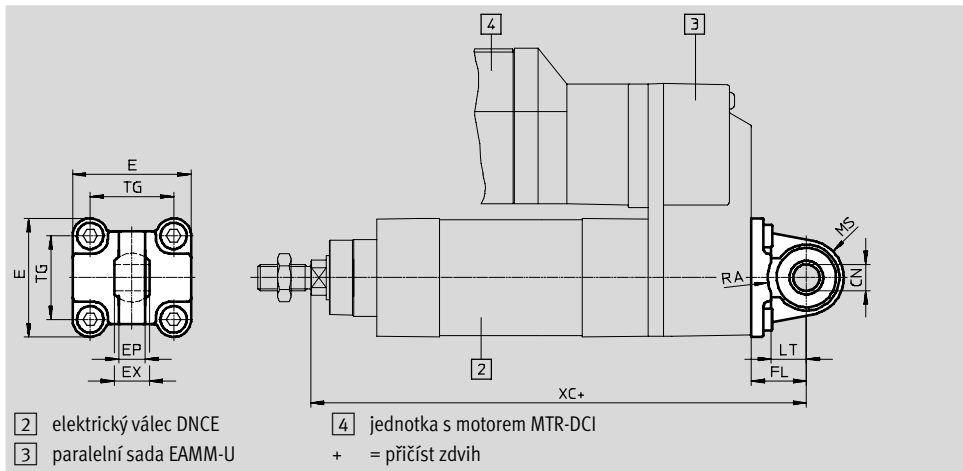 4
3
E
TG
MS
E
TG
RA
CN
EP
EX
2
LT
FL
XC+
2 elektrický válec DNCE
4 jednotka s motorem MTR-DCI
3 paralelní sada EAMM-U
+ = přičíst zdvih